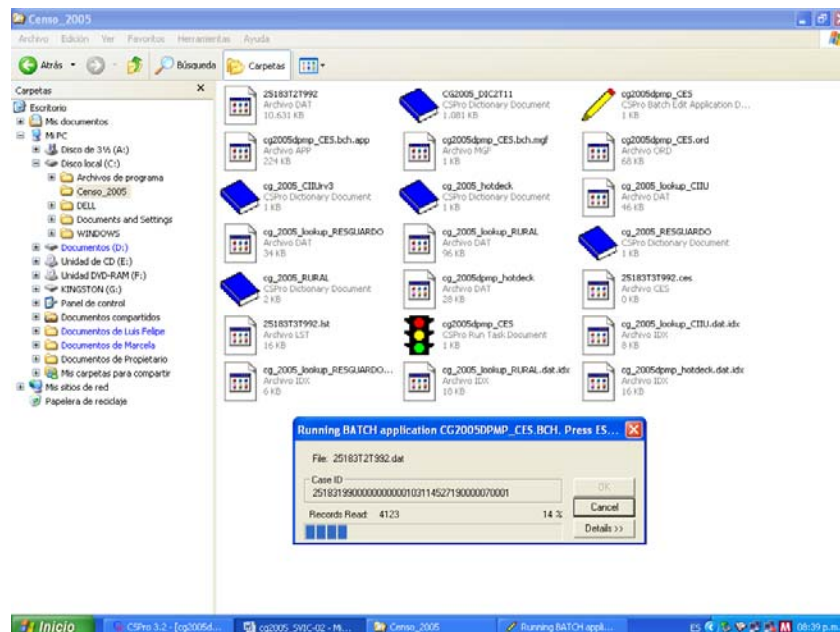 Censo_2005
Archivo Edición Ver Favoritos Herramientas Ayuda
Atrás Búsqueda Carpetas
Carpetas
Escritorio
Mis documentos
Mi PC
Disco de 3½ (A:)
Disco local (C:)
Archivos de programa
Censo_2005
DELL
Documents and Settings
WINDOWS
Documentos (D:)
Unidad de CD (E:)
Unidad DVD-RAM (F:)
KINGSTON (G:)
Panel de control
Documentos compartidos
Documentos de Luis Felipe
Documentos de Marcela
Documentos de Propietario
Mis carpetas para compartir
Mis sitios de red
Papelera de reciclaje
25183T2T992
Archivo DAT
10.631 KB
CG2005_DIC2T11
CSPro Dictionary Document
1.081 KB
cg2005dpmp_CES
CSPro Batch Edit Application D...
1 KB
cg2005dpmp_CES.bch.app
Archivo APP
224 KB
cg2005dpmp_CES.bch.mgf
Archivo MGF
1 KB
cg2005dpmp_CES.ord
Archivo ORD
68 KB
cg_2005_CIIUrv3
CSPro Dictionary Document
1 KB
cg_2005_hotdeck
CSPro Dictionary Document
1 KB
cg_2005_lookup_CIIU
Archivo DAT
46 KB
cg_2005_lookup_RESGUARDO
Archivo DAT
34 KB
cg_2005_lookup_RURAL
Archivo DAT
96 KB
cg_2005_RESGUARDO
CSPro Dictionary Document
1 KB
cg_2005_RURAL
CSPro Dictionary Document
2 KB
cg_2005dpmp_hotdeck
Archivo DAT
28 KB
25183T3T992.ces
Archivo CES
0 KB
25183T3T992.lst
Archivo LST
16 KB
cg2005dpmp_CES
CSPro Run Task Document
1 KB
cg_2005_lookup_CIIU.dat.idx
Archivo IDX
8 KB
cg_2005_lookup_RESGUARDO...
Archivo IDX
6 KB
cg_2005_lookup_RURAL.dat.idx
Archivo IDX
10 KB
cg_2005dpmp_hotdeck.dat.idx
Archivo IDX
16 KB
Running BATCH application CG2005DPMP_CES.BCH. Press ES...
File: 25183T2T992.dat
Case ID
OK
Cancel
Records Read: 4123 14 %
Details >>
Inicio CSPro 3.2 - [cg2005d... cg2005_SVIC-02 - Mi... Censo_2005 Running BATCH appli... ES 08:39 p.m.